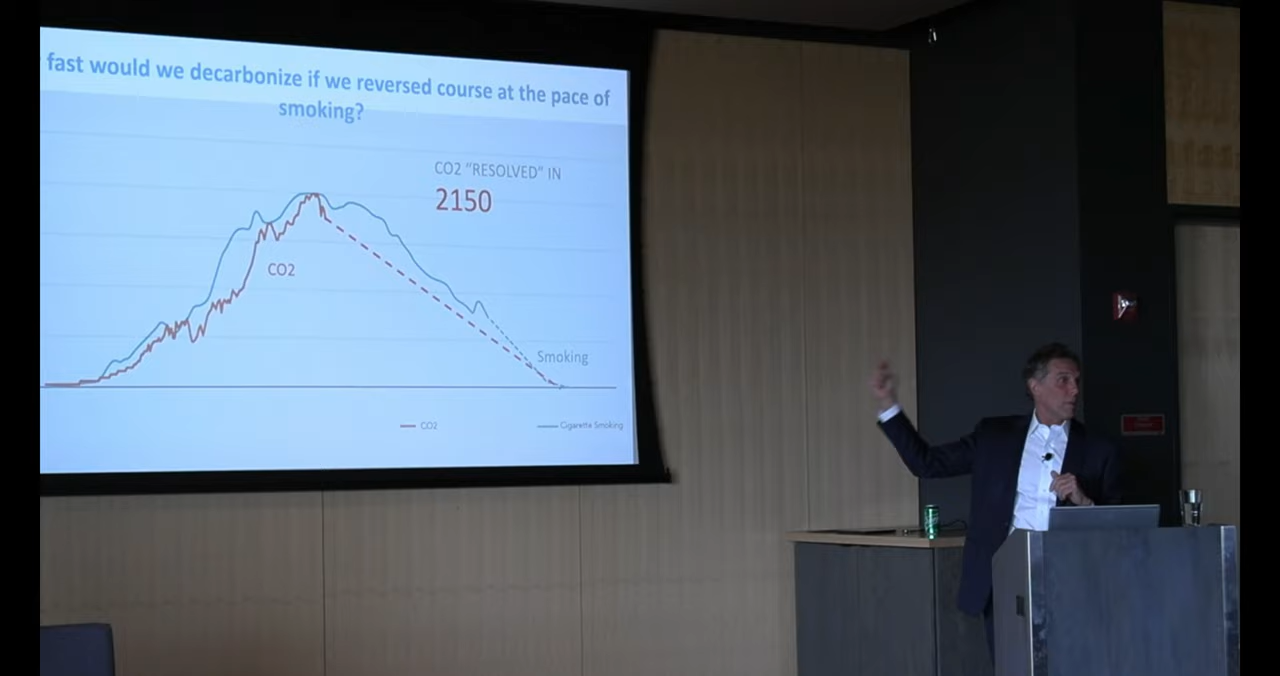 fast would we decarbonize if we reversed course at the pace of
smoking?
CO2 "RESOLVED" IN
2150
CO2
Smoking
CO2
Cigarette Smoking